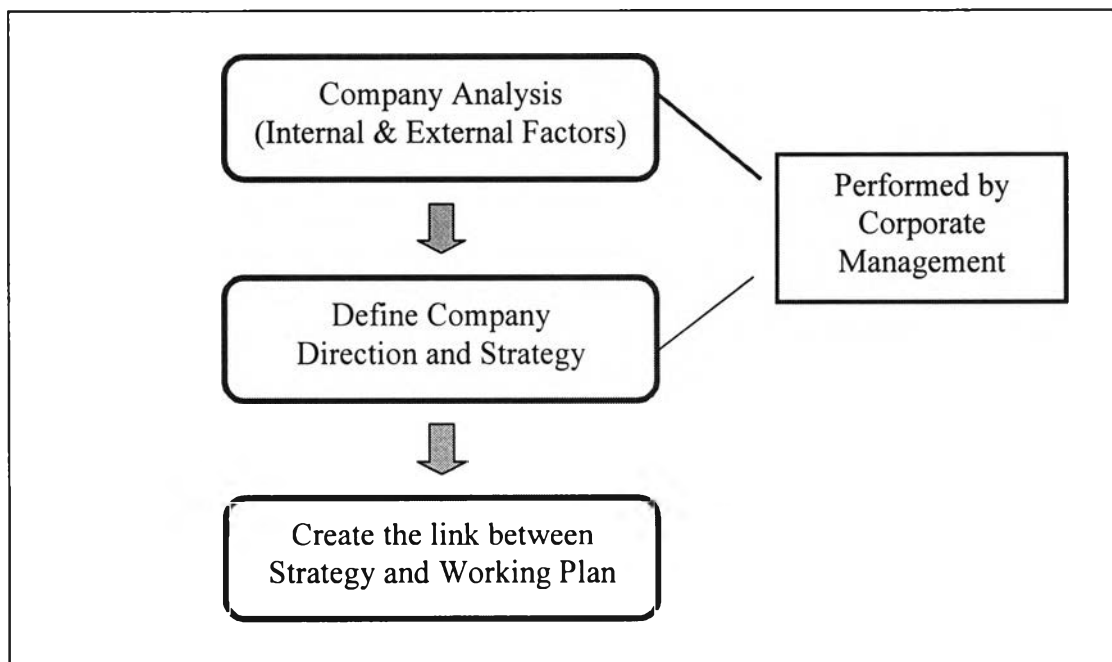 Company Analysis
(Internal & External Factors)
Performed by
Corporate
Management
Define Company
Direction and Strategy
Create the link between
Strategy and Working Plan